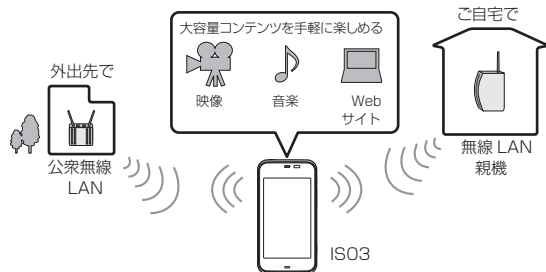 ご自宅で
大容量コンテンツを手軽に楽しめる
外出先で
映像
音楽
Web
サイト
公衆無線
LAN
無線 LAN
親機
IS03